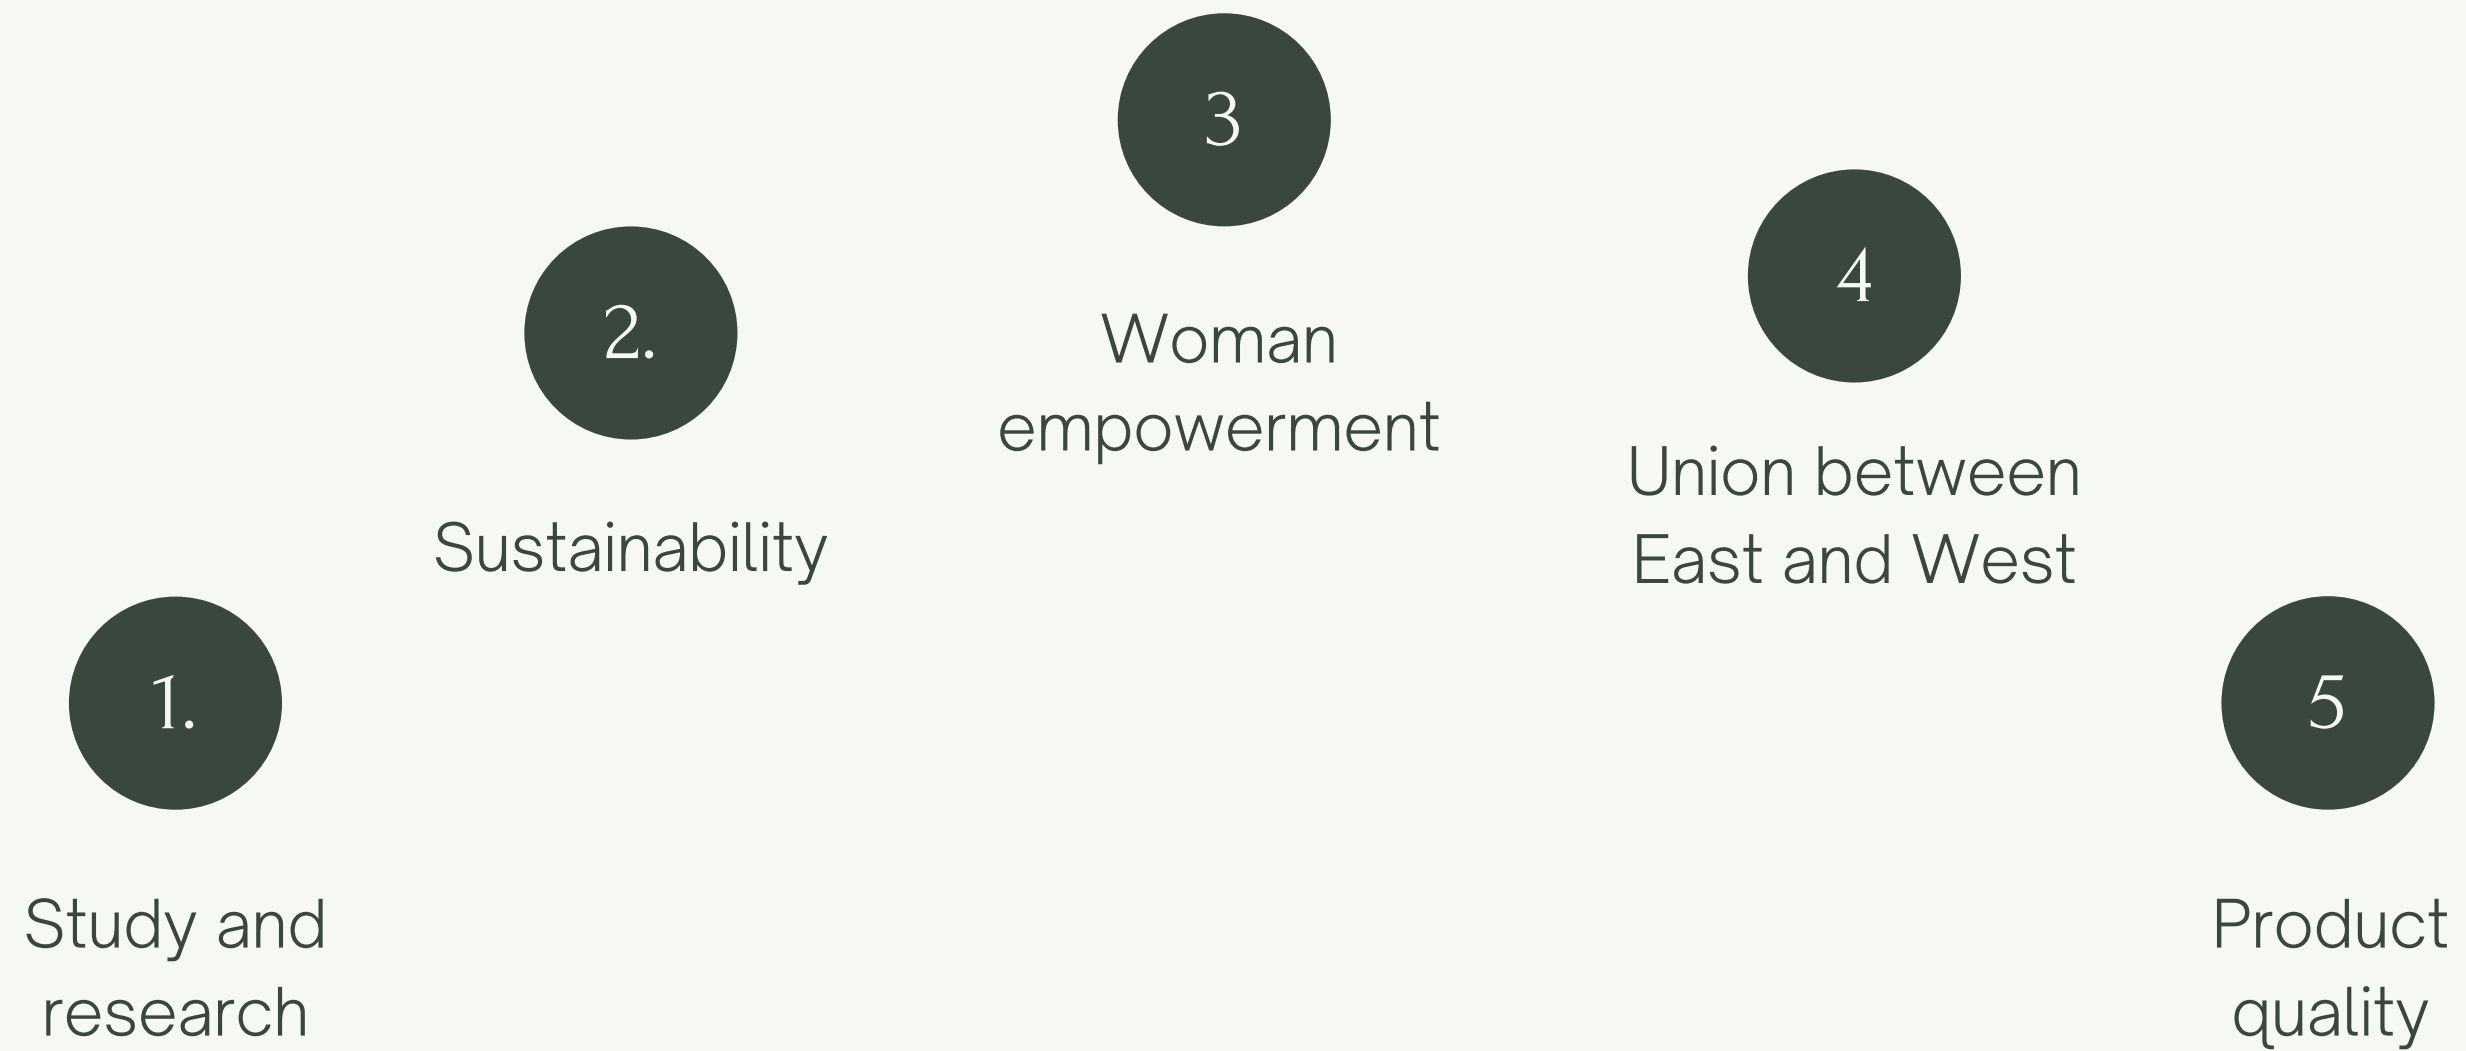 1.
Study and
research
2.
Sustainability
3
Woman
empowerment
4
Union between
East and West
5
Product
quality